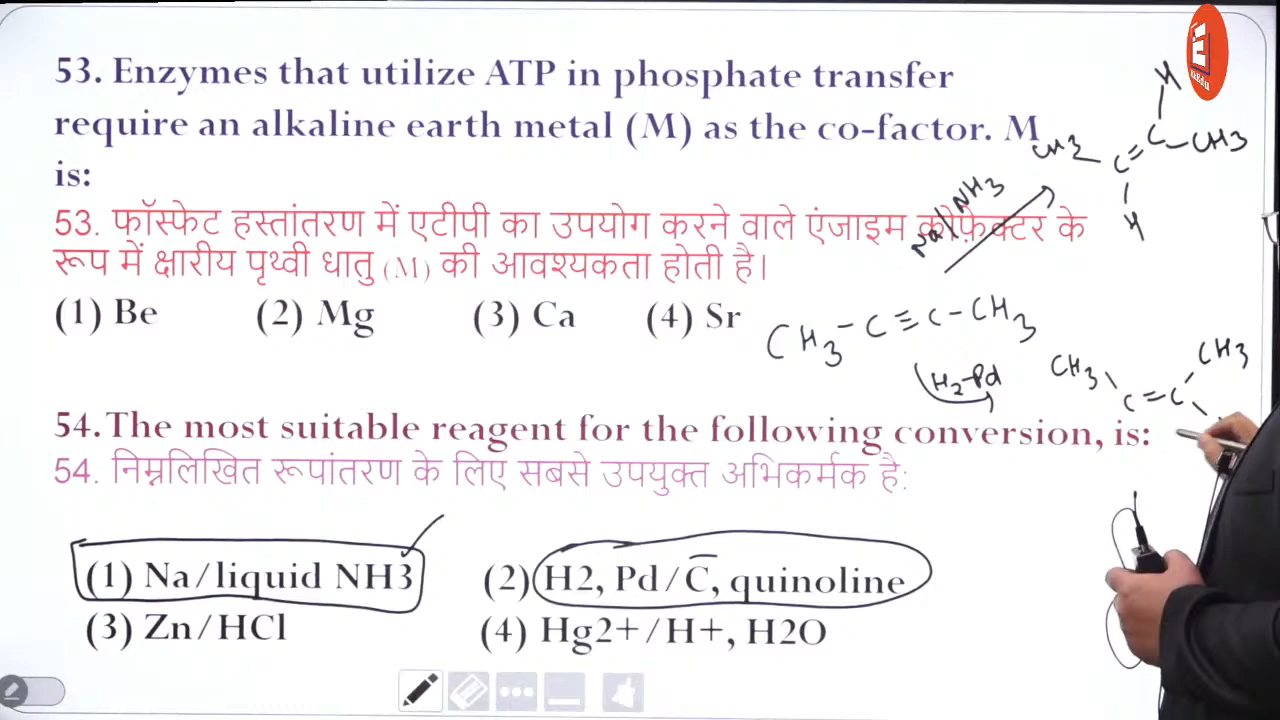 53. Enzymes that utilize ATP in phosphate transfer
require an alkaline earth metal (M) as the co-factor. M
is:
53. फॉस्फेट हस्तांतरण में एटीपी का उपयोग करने वाले एंजाइम कोफ़ेक्टर के
रूप में क्षारीय पृथ्वी धातु (M) की आवश्यकता होती है।
(1) Be (2) Mg (3) Ca (4) Sr
H
CH3 C = C - CH3
H
Na/NH3
CH3 - C ≡ C - CH3
H2-Pd
CH3 CH3
C = C
54. The most suitable reagent for the following conversion, is:
54. निम्नलिखित रूपांतरण के लिए सबसे उपयुक्त अभिकर्मक है:
(1) Na/liquid NH3 (2) H2, Pd/C, quinoline
(3) Zn/HCl (4) Hg2+/H+, H2O